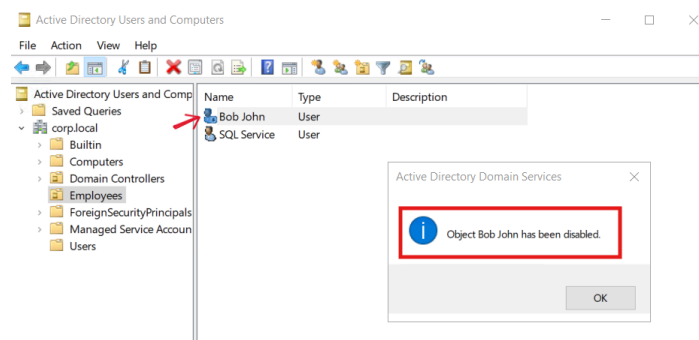 Active Directory Users and Computers
File Action View Help
Active Directory Users and Comp
Saved Queries
corp.local
Builtin
Computers
Domain Controllers
Employees
ForeignSecurityPrincipals
Managed Service Accoun
Users
Name Type Description
Bob John User
SQL Service User
Active Directory Domain Services
Object Bob John has been disabled.
OK